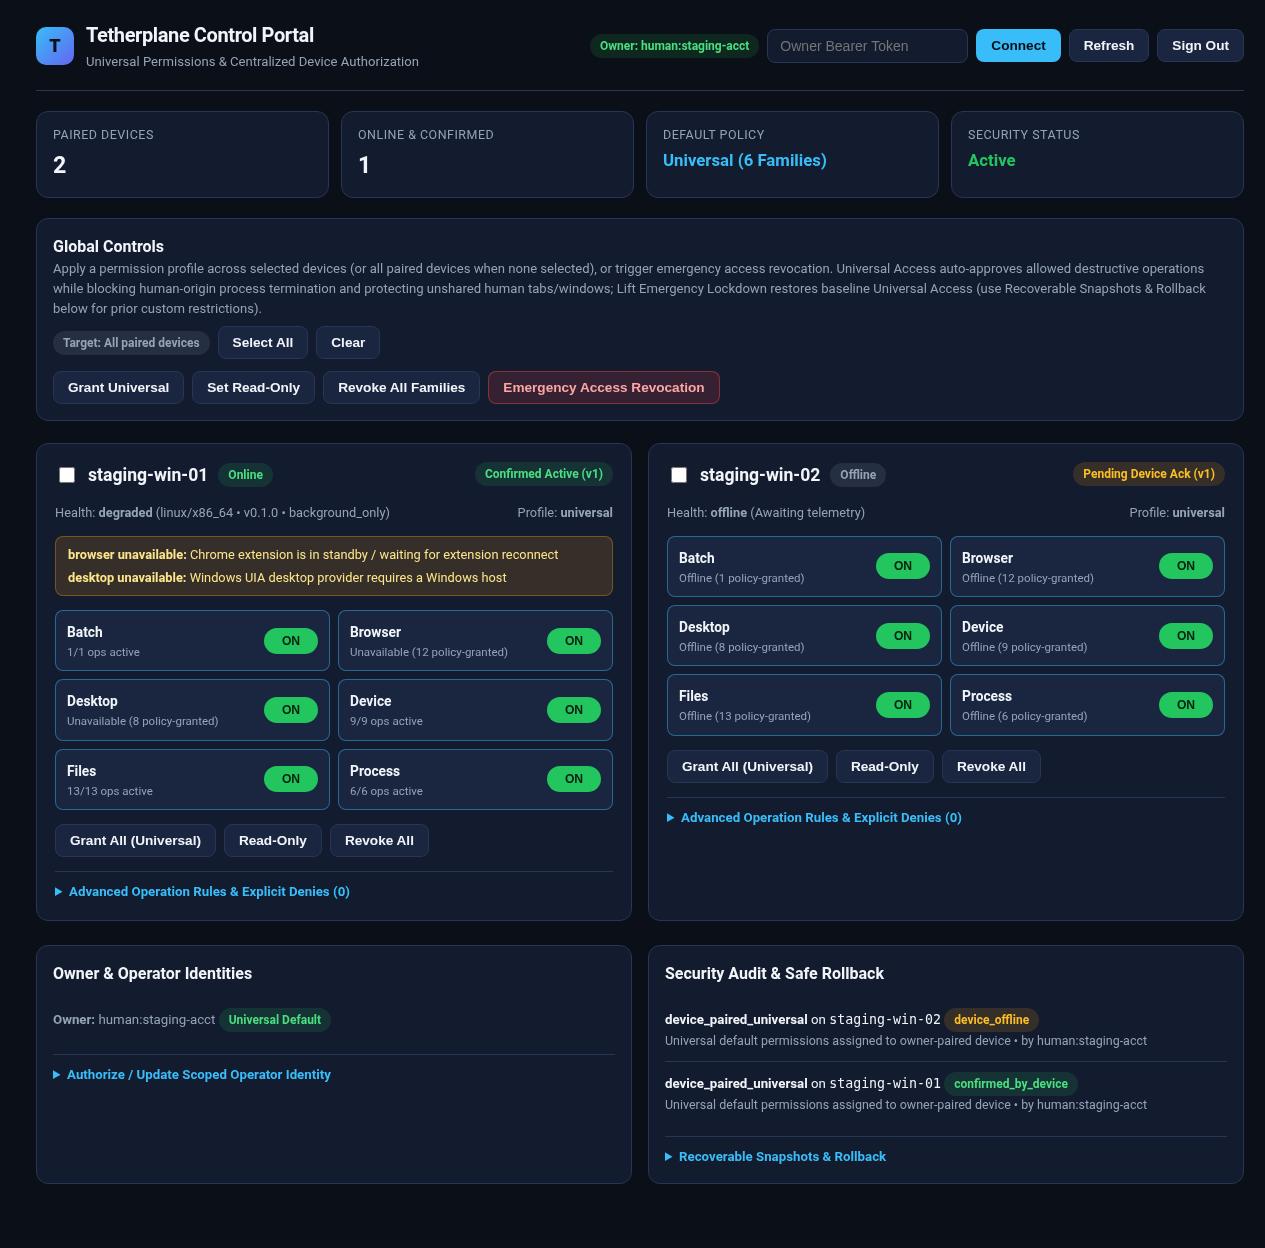 T
Tetherplane Control Portal
Universal Permissions & Centralized Device Authorization
Owner: human:staging-acct
Owner Bearer Token
Connect
Refresh
Sign Out
PAIRED DEVICES
2
ONLINE & CONFIRMED
1
DEFAULT POLICY
Universal (6 Families)
SECURITY STATUS
Active
Global Controls
Apply a permission profile across selected devices (or all paired devices when none selected), or trigger emergency access revocation. Universal Access auto-approves allowed destructive operations
while blocking human-origin process termination and protecting unshared human tabs/windows; Lift Emergency Lockdown restores baseline Universal Access (use Recoverable Snapshots & Rollback
below for prior custom restrictions).
Target: All paired devices
Select All
Clear
Grant Universal
Set Read-Only
Revoke All Families
Emergency Access Revocation
staging-win-01
Online
Confirmed Active (v1)
Health: degraded (linux/x86_64 • v0.1.0 • background_only)
Profile: universal
browser unavailable: Chrome extension is in standby / waiting for extension reconnect
desktop unavailable: Windows UIA desktop provider requires a Windows host
Batch
1/1 ops active
ON
Browser
Unavailable (12 policy-granted)
ON
Desktop
Unavailable (8 policy-granted)
ON
Device
9/9 ops active
ON
Files
13/13 ops active
ON
Process
6/6 ops active
ON
Grant All (Universal)
Read-Only
Revoke All
Advanced Operation Rules & Explicit Denies (0)
staging-win-02
Offline
Pending Device Ack (v1)
Health: offline (Awaiting telemetry)
Profile: universal
Batch
Offline (1 policy-granted)
ON
Browser
Offline (12 policy-granted)
ON
Desktop
Offline (8 policy-granted)
ON
Device
Offline (9 policy-granted)
ON
Files
Offline (13 policy-granted)
ON
Process
Offline (6 policy-granted)
ON
Grant All (Universal)
Read-Only
Revoke All
Advanced Operation Rules & Explicit Denies (0)
Owner & Operator Identities
Owner: human:staging-acct Universal Default
Authorize / Update Scoped Operator Identity
Security Audit & Safe Rollback
device_paired_universal on staging-win-02 device_offline
Universal default permissions assigned to owner-paired device • by human:staging-acct
device_paired_universal on staging-win-01 confirmed_by_device
Universal default permissions assigned to owner-paired device • by human:staging-acct
Recoverable Snapshots & Rollback